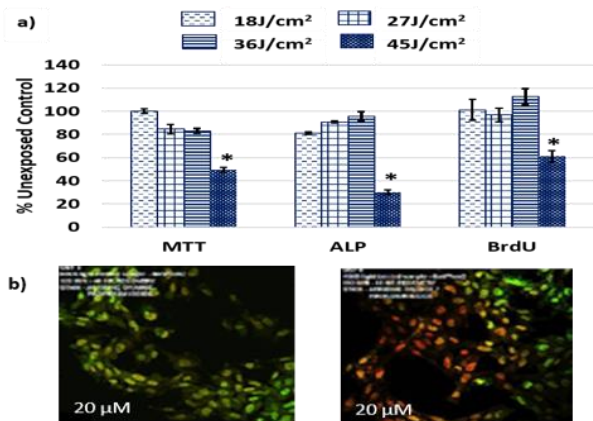 a)
18J/cm² 27J/cm²
36J/cm² 45J/cm²
% Unexposed Control
140
120
100
80
60
40
20
0
* * *
MTT ALP BrdU
b)
20 µM 20 µM